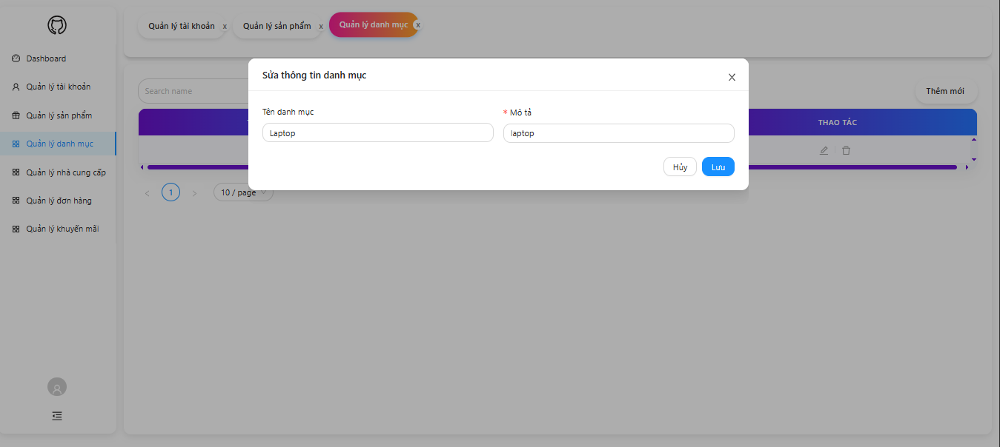 Quản lý tài khoản x
Quản lý sản phẩm x
Quản lý danh mục x
Dashboard
Quản lý tài khoản
Quản lý sản phẩm
Quản lý danh mục
Quản lý nhà cung cấp
Quản lý đơn hàng
Quản lý khuyến mãi
Sửa thông tin danh mục
Search name
Thêm mới
Tên danh mục
* Mô tả
Laptop
laptop
THAO TÁC
Hủy
Lưu
1
10 / page